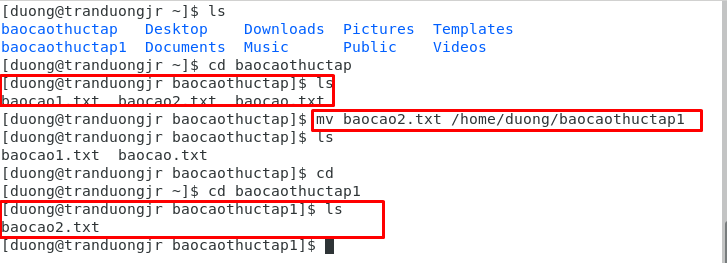 [duong@tranduongjr ~]$ ls
baocaothuctap   Desktop    Downloads  Pictures  Templates
baocaothuctap1  Documents  Music      Public    Videos
[duong@tranduongjr ~]$ cd baocaothuctap
[duong@tranduongjr baocaothuctap]$ ls
baocao1.txt  baocao2.txt  baocao.txt
[duong@tranduongjr baocaothuctap]$ mv baocao2.txt /home/duong/baocaothuctap1
[duong@tranduongjr baocaothuctap]$ ls
baocao1.txt  baocao.txt
[duong@tranduongjr baocaothuctap]$ cd
[duong@tranduongjr ~]$ cd baocaothuctap1
[duong@tranduongjr baocaothuctap1]$ ls
baocao2.txt
[duong@tranduongjr baocaothuctap1]$